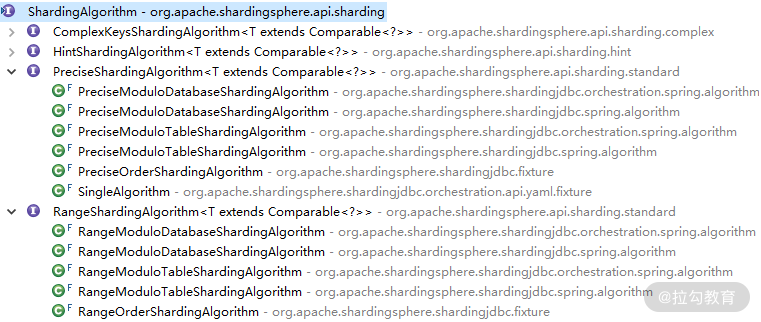 ShardingAlgorithm - org.apache.shardingsphere.api.sharding
ComplexKeysShardingAlgorithm<T extends Comparable<?>> - org.apache.shardingsphere.api.sharding.complex
HintShardingAlgorithm<T extends Comparable<?>> - org.apache.shardingsphere.api.sharding.hint
PreciseShardingAlgorithm<T extends Comparable<?>> - org.apache.shardingsphere.api.sharding.standard
F PreciseModuloDatabaseShardingAlgorithm - org.apache.shardingsphere.shardingjdbc.orchestration.spring.algorithm
F PreciseModuloDatabaseShardingAlgorithm - org.apache.shardingsphere.shardingjdbc.spring.algorithm
F PreciseModuloTableShardingAlgorithm - org.apache.shardingsphere.shardingjdbc.orchestration.spring.algorithm
F PreciseModuloTableShardingAlgorithm - org.apache.shardingsphere.shardingjdbc.spring.algorithm
F PreciseOrderShardingAlgorithm - org.apache.shardingsphere.shardingjdbc.fixture
F SingleAlgorithm - org.apache.shardingsphere.shardingjdbc.orchestration.api.yaml.fixture
RangeShardingAlgorithm<T extends Comparable<?>> - org.apache.shardingsphere.api.sharding.standard
F RangeModuloDatabaseShardingAlgorithm - org.apache.shardingsphere.shardingjdbc.orchestration.spring.algorithm
F RangeModuloDatabaseShardingAlgorithm - org.apache.shardingsphere.shardingjdbc.spring.algorithm
F RangeModuloTableShardingAlgorithm - org.apache.shardingsphere.shardingjdbc.orchestration.spring.algorithm
F RangeModuloTableShardingAlgorithm - org.apache.shardingsphere.shardingjdbc.spring.algorithm
F RangeOrderShardingAlgorithm - org.apache.shardingsphere.shardingjdbc.fixture
@拉勾教育